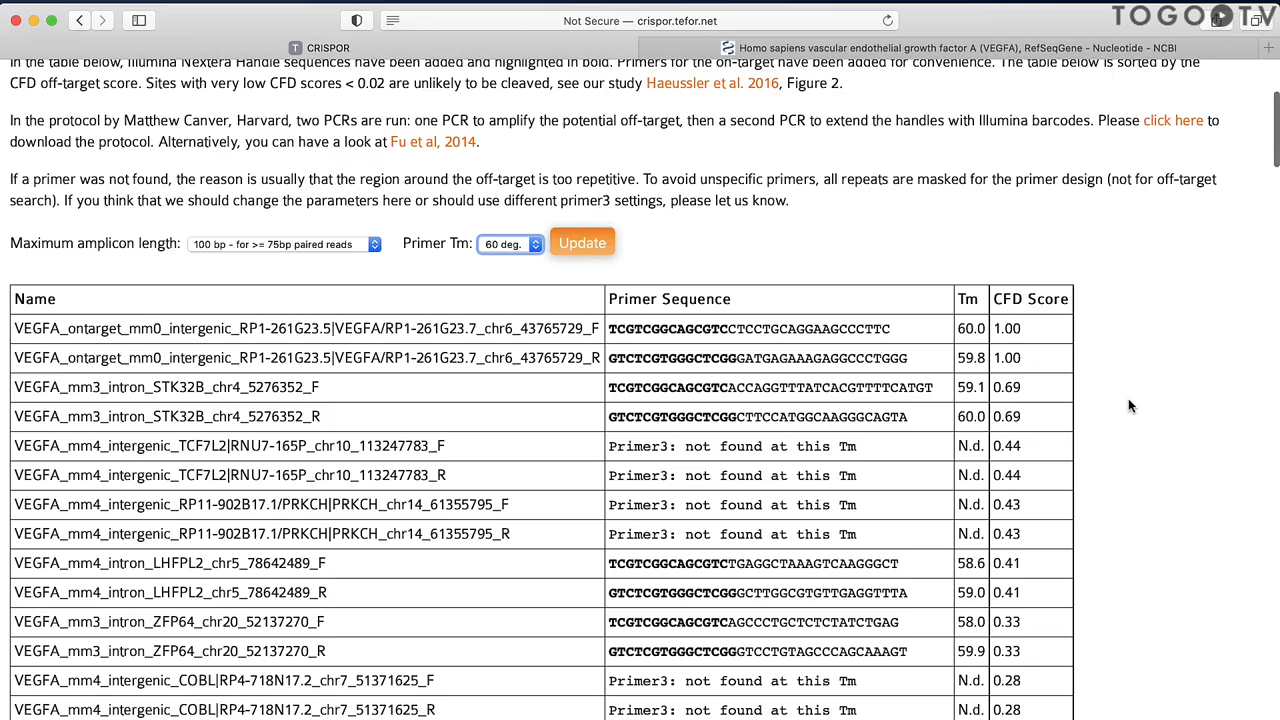 Not Secure — crispor.tefor.net
TOGO TV
CRISPOR
Homo sapiens vascular endothelial growth factor A (VEGFA), RefSeqGene - Nucleotide - NCBI
In the table below, Illumina Nextera Handle sequences have been added and highlighted in bold. Primers for the on-target have been added for convenience. The table below is sorted by the
CFD off-target score. Sites with very low CFD scores < 0.02 are unlikely to be cleaved, see our study Haeussler et al. 2016, Figure 2.
In the protocol by Matthew Canver, Harvard, two PCRs are run: one PCR to amplify the potential off-target, then a second PCR to extend the handles with Illumina barcodes. Please click here to
download the protocol. Alternatively, you can have a look at Fu et al, 2014.
If a primer was not found, the reason is usually that the region around the off-target is too repetitive. To avoid unspecific primers, all repeats are masked for the primer design (not for off-target
search). If you think that we should change the parameters here or should use different primer3 settings, please let us know.
Maximum amplicon length: 100 bp - for >= 75bp paired reads Primer Tm: 60 deg. Update
Name Primer Sequence Tm CFD Score
VEGFA_ontarget_mm0_intergenic_RP1-261G23.5|VEGFA/RP1-261G23.7_chr6_43765729_F TCGTCGGCAGCGTCCTCCTGCAGGAAGCCCTTC 60.0 1.00
VEGFA_ontarget_mm0_intergenic_RP1-261G23.5|VEGFA/RP1-261G23.7_chr6_43765729_R GTCTCGTGGGCTCGGGATGAGAAAGAGGCCCTGGG 59.8 1.00
VEGFA_mm3_intron_STK32B_chr4_5276352_F TCGTCGGCAGCGTCACCAGGTTTATCACGTTTTCATGT 59.1 0.69
VEGFA_mm3_intron_STK32B_chr4_5276352_R GTCTCGTGGGCTCGGCTTCCATGGCAAGGGCAGTA 60.0 0.69
VEGFA_mm4_intergenic_TCF7L2|RNU7-165P_chr10_113247783_F Primer3: not found at this Tm N.d. 0.44
VEGFA_mm4_intergenic_TCF7L2|RNU7-165P_chr10_113247783_R Primer3: not found at this Tm N.d. 0.44
VEGFA_mm4_intergenic_RP11-902B17.1/PRKCH|PRKCH_chr14_61355795_F Primer3: not found at this Tm N.d. 0.43
VEGFA_mm4_intergenic_RP11-902B17.1/PRKCH|PRKCH_chr14_61355795_R Primer3: not found at this Tm N.d. 0.43
VEGFA_mm4_intron_LHFPL2_chr5_78642489_F TCGTCGGCAGCGTCTGAGGCTAAAGTCAAGGGCT 58.6 0.41
VEGFA_mm4_intron_LHFPL2_chr5_78642489_R GTCTCGTGGGCTCGGGCTTGGCGTGTTGAGGTTTA 59.0 0.41
VEGFA_mm3_intron_ZFP64_chr20_52137270_F TCGTCGGCAGCGTCAGCCCTGCTCTCTATCTGAG 58.0 0.33
VEGFA_mm3_intron_ZFP64_chr20_52137270_R GTCTCGTGGGCTCGGGTCCTGTAGCCCAGCAAAGT 59.9 0.33
VEGFA_mm4_intergenic_COBL|RP4-718N17.2_chr7_51371625_F Primer3: not found at this Tm N.d. 0.28
VEGFA_mm4_intergenic_COBL|RP4-718N17.2_chr7_51371625_R Primer3: not found at this Tm N.d. 0.28